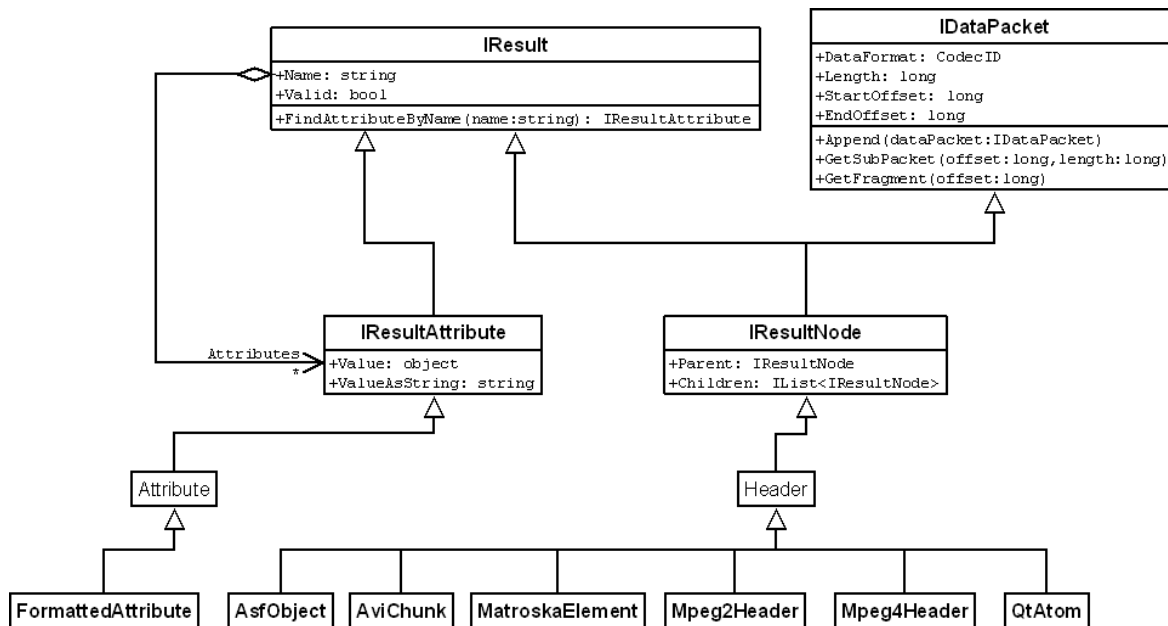 IResult
+Name: string
+Valid: bool
+FindAttributeByName(name:string): IResultAttribute
IDataPacket
+DataFormat: CodecID
+Length: long
+StartOffset: long
+EndOffset: long
+Append(dataPacket:IDataPacket)
+GetSubPacket(offset:long,length:long)
+GetFragment(offset:long)
Attributes
*
IResultAttribute
+Value: object
+ValueAsString: string
IResultNode
+Parent: IResultNode
+Children: IList<IResultNode>
Attribute
Header
FormattedAttribute
AsfObject
AviChunk
MatroskaElement
Mpeg2Header
Mpeg4Header
QtAtom